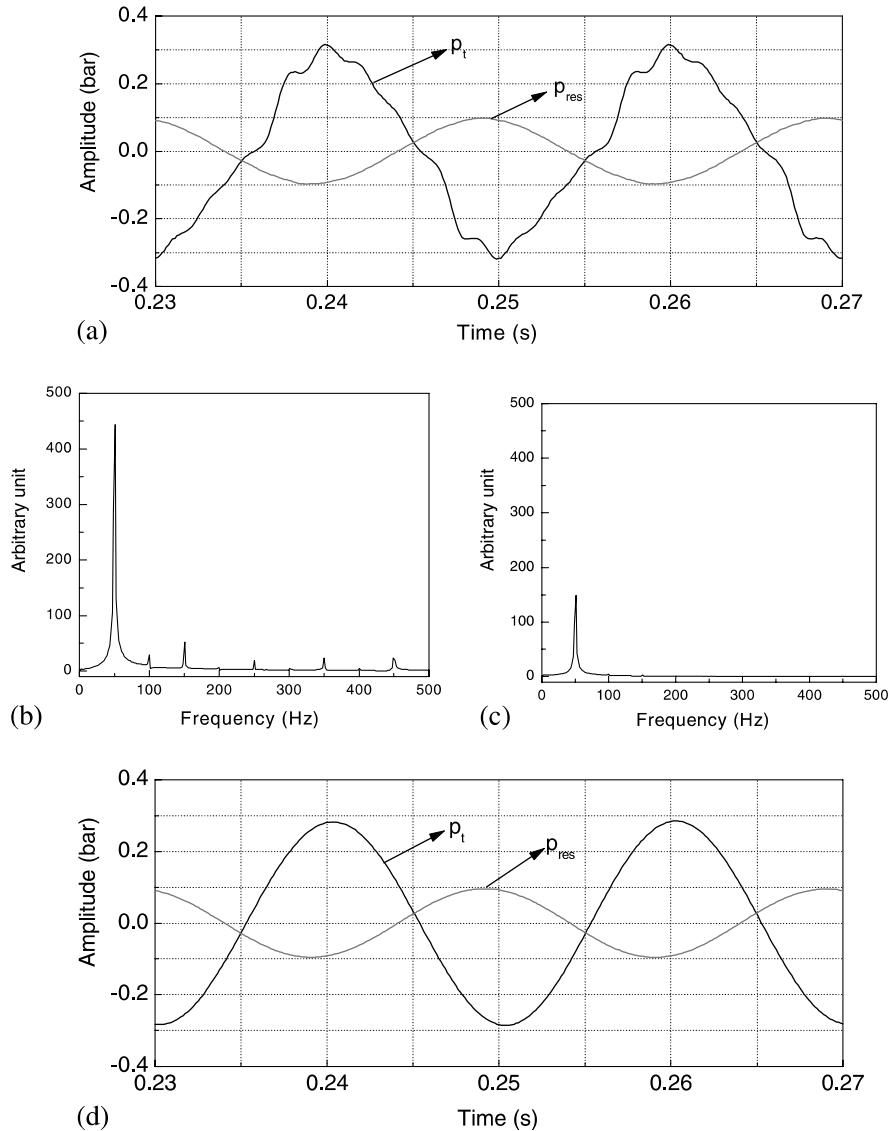 0.4
0.2
0.0
-0.2
-0.4
Amplitude (bar)
p_t
p_res
0.23 0.24 0.25 0.26 0.27
Time (s)
(a)
500
400
300
200
100
0
Arbitrary unit
0 100 200 300 400 500
Frequency (Hz)
(b)
500
400
300
200
100
0
Arbitrary unit
0 100 200 300 400 500
Frequency (Hz)
(c)
0.4
0.2
0.0
-0.2
-0.4
Amplitude (bar)
p_t
p_res
0.23 0.24 0.25 0.26 0.27
Time (s)
(d)